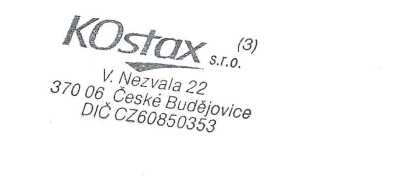 KOstax s.r.o. (3)
V. Nezvala 22
370 06 České Budějovice
DIČ CZ60850353